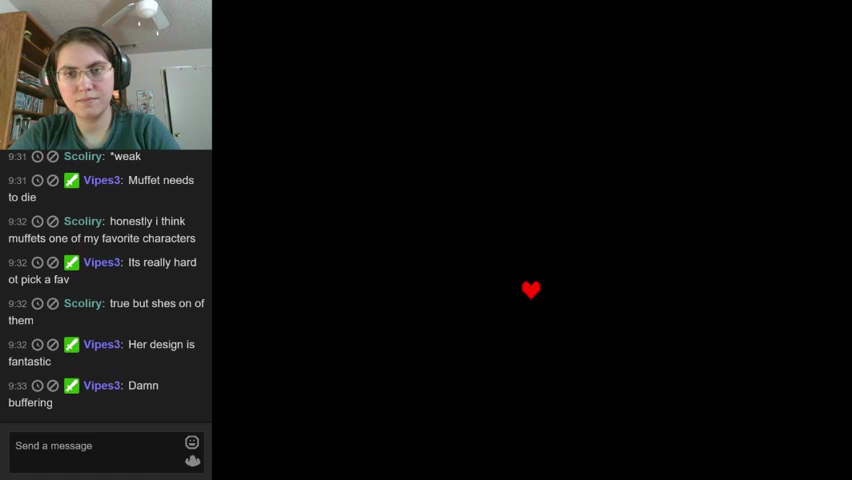 9:31 Scoliry: *weak
9:31 Vipes3: Muffet needs
to die
9:32 Scoliry: honestly i think
muffets one of my favorite characters
9:32 Vipes3: Its really hard
ot pick a fav
9:32 Scoliry: true but shes on of
them
9:32 Vipes3: Her design is
fantastic
9:33 Vipes3: Damn
buffering
Send a message